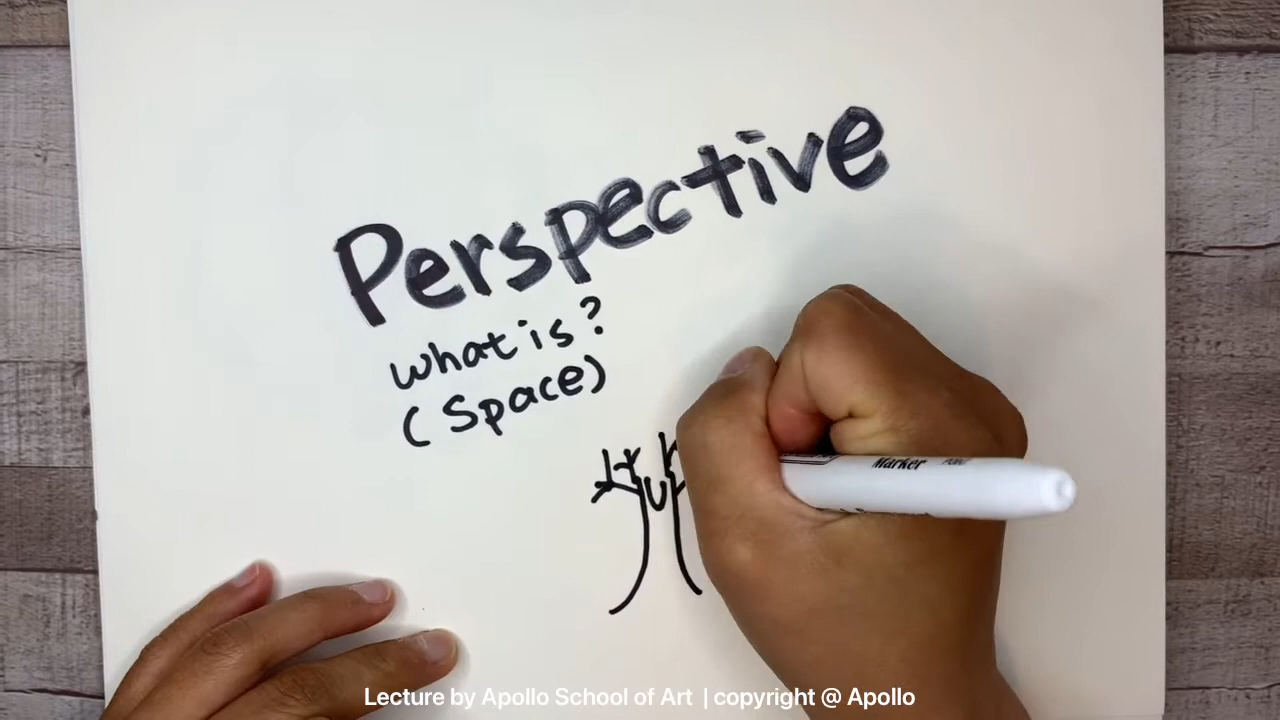 Perspective
what is?
(Space)
Marker
Lecture by Apollo School of Art | copyright @ Apollo